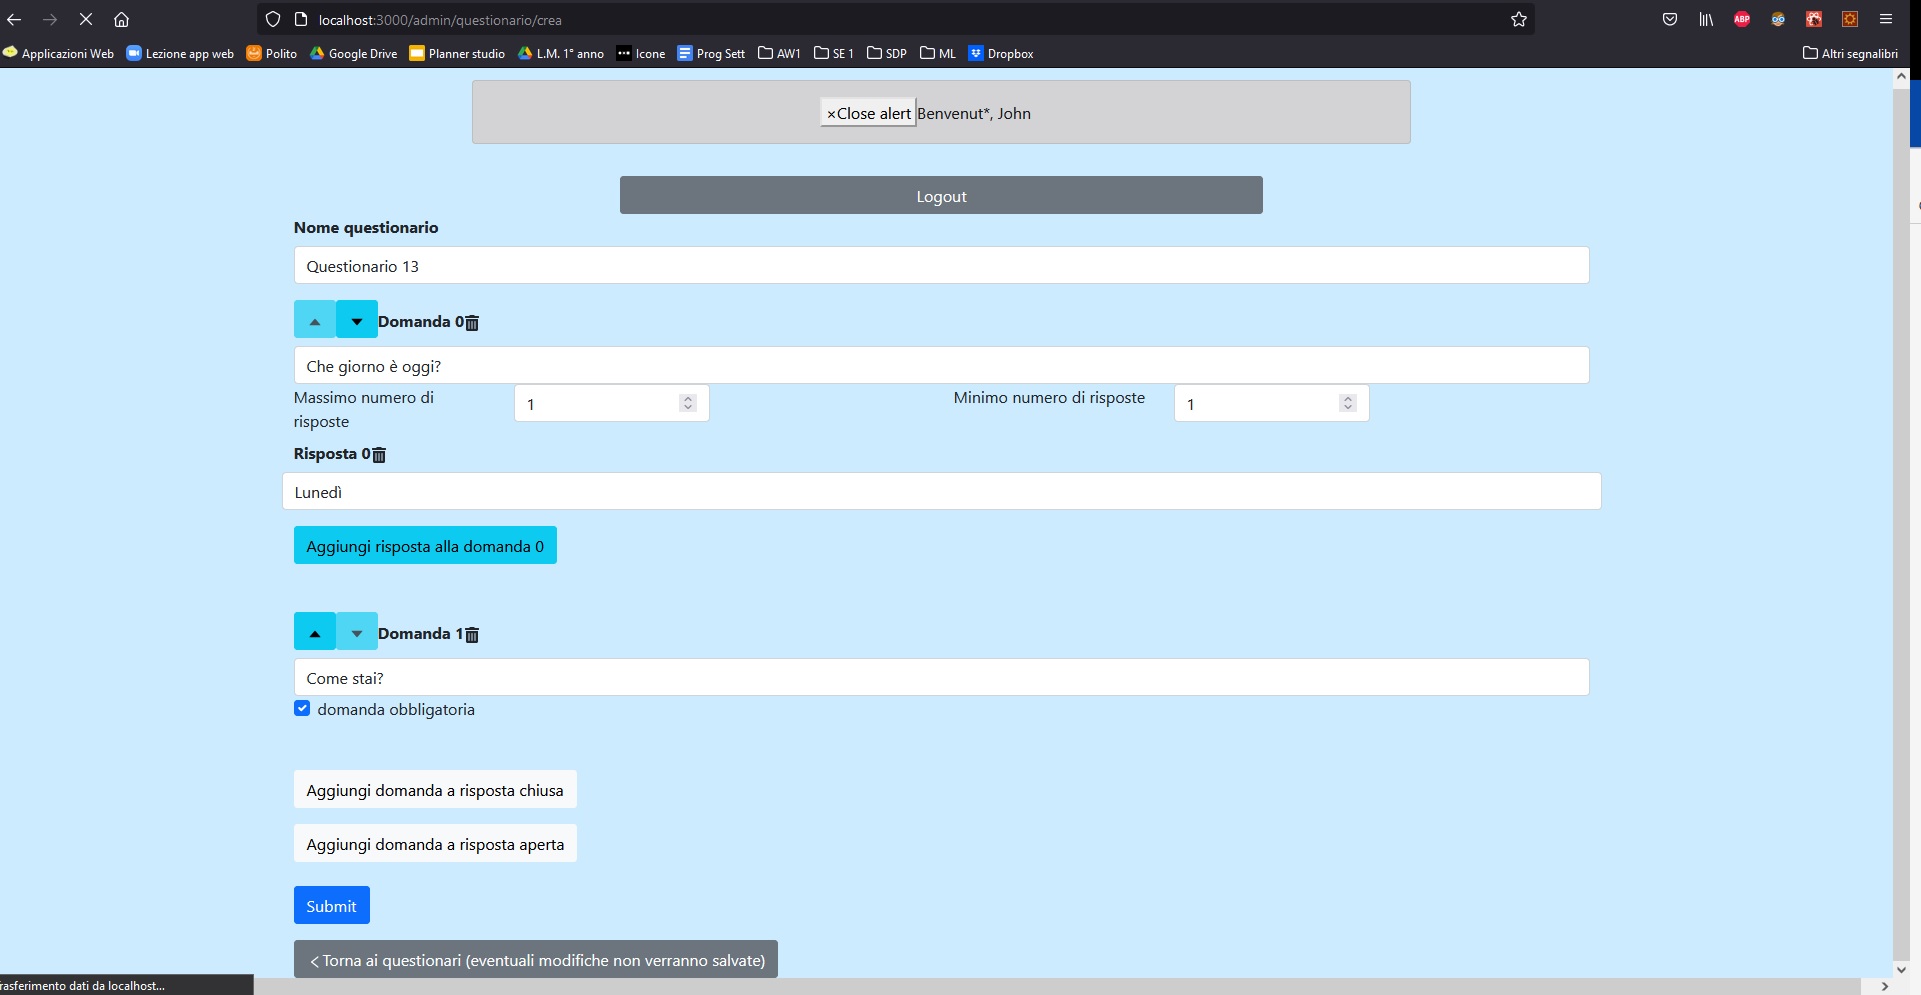 localhost:3000/admin/questionario/crea
ABP
Applicazioni Web Lezione app web Polito Google Drive Planner studio L.M. 1° anno Icone Prog Sett AW1 SE 1 SDP ML Dropbox Altri segnalibri
×Close alert Benvenut*, John
Logout
Nome questionario
Questionario 13
Domanda 0
Che giorno è oggi?
Massimo numero di risposte 1 Minimo numero di risposte 1
Risposta 0
Lunedì
Aggiungi risposta alla domanda 0
Domanda 1
Come stai?
domanda obbligatoria
Aggiungi domanda a risposta chiusa
Aggiungi domanda a risposta aperta
Submit
< Torna ai questionari (eventuali modifiche non verranno salvate)
rasferimento dati da localhost...